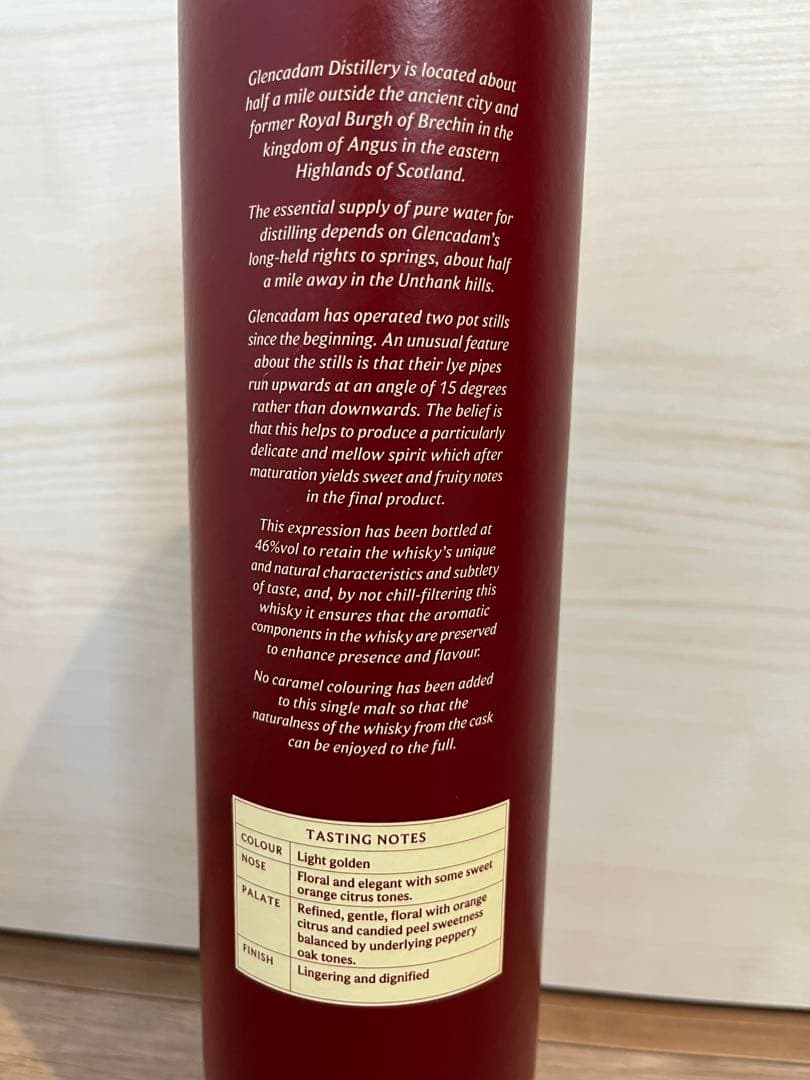 Glencadam Distillery is located about
half a mile outside the ancient city and
former Royal Burgh of Brechin in the
kingdom of Angus in the eastern
Highlands of Scotland.
The essential supply of pure water for
distilling depends on Glencadam's
long-held rights to springs, about half
a mile away in the Unthank hills.
Glencadam has operated two pot stills
since the beginning. An unusual feature
about the stills is that their lye pipes
run upwards at an angle of 15 degrees
rather than downwards. The belief is
that this helps to produce a particularly
delicate and mellow spirit which after
maturation yields sweet and fruity notes
in the final product.
This expression has been bottled at
46%vol to retain the whisky's unique
and natural characteristics and subtlety
of taste, and, by not chill-filtering this
whisky it ensures that the aromatic
components in the whisky are preserved
to enhance presence and flavour.
No caramel colouring has been added
to this single malt so that the
naturalness of the whisky from the cask
can be enjoyed to the full.
TASTING NOTES
COLOUR Light golden
NOSE Floral and elegant with some sweet
orange citrus tones.
PALATE Refined, gentle, floral with orange
citrus and candied peel sweetness
balanced by underlying peppery
oak tones.
FINISH Lingering and dignified